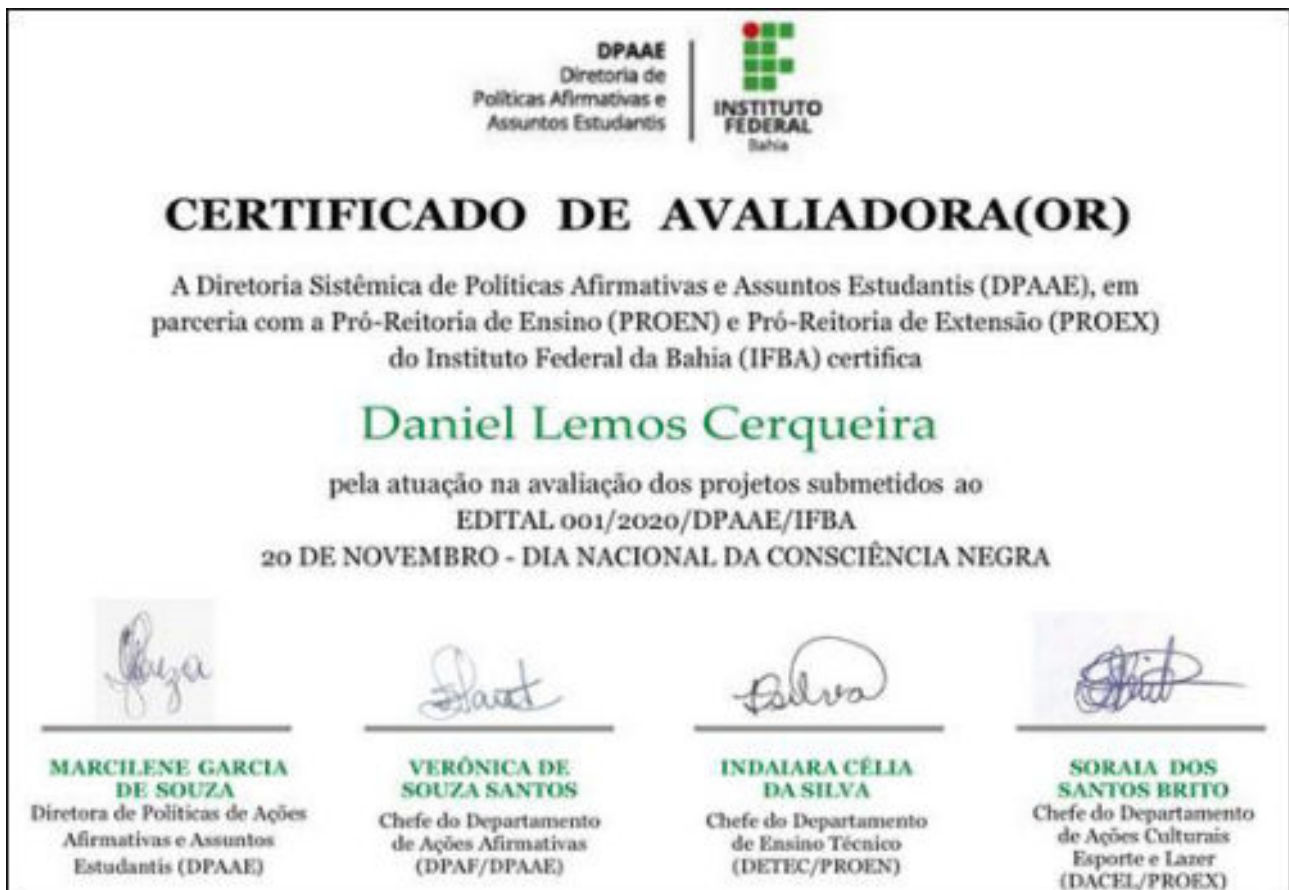 DPAAE
Diretoria de
Políticas Afirmativas e
Assuntos Estudantis
INSTITUTO
FEDERAL
Bahia
CERTIFICADO DE AVALIADORA(OR)
A Diretoria Sistêmica de Políticas Afirmativas e Assuntos Estudantis (DPAAE), em
parceria com a Pró-Reitoria de Ensino (PROEN) e Pró-Reitoria de Extensão (PROEX)
do Instituto Federal da Bahia (IFBA) certifica
Daniel Lemos Cerqueira
pela atuação na avaliação dos projetos submetidos ao
EDITAL 001/2020/DPAAE/IFBA
20 DE NOVEMBRO - DIA NACIONAL DA CONSCIÊNCIA NEGRA
MARCILENE GARCIA
DE SOUZA
Diretora de Políticas de Ações
Afirmativas e Assuntos
Estudantis (DPAAE)
VERÔNICA DE
SOUZA SANTOS
Chefe do Departamento
de Ações Afirmativas
(DPAF/DPAAE)
INDAIARA CÉLIA
DA SILVA
Chefe do Departamento
de Ensino Técnico
(DETEC/PROEN)
SORAIA DOS
SANTOS BRITO
Chefe do Departamento
de Ações Culturais
Esporte e Lazer
(DACEL/PROEX)